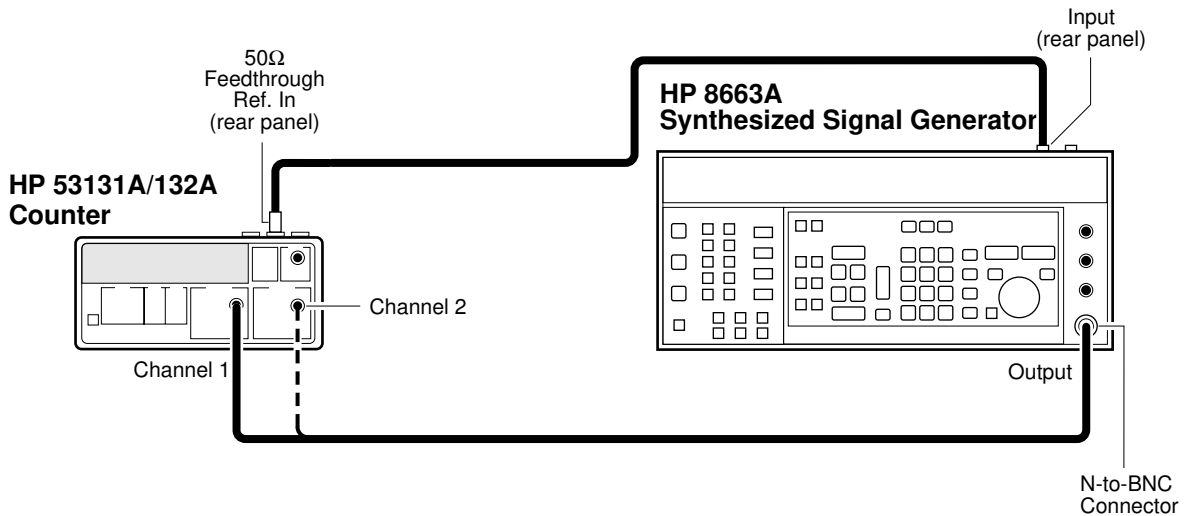 Input
(rear panel)
50Ω
Feedthrough
Ref. In
(rear panel)
HP 8663A
Synthesized Signal Generator
HP 53131A/132A
Counter
Channel 2
Channel 1
Output
N-to-BNC
Connector